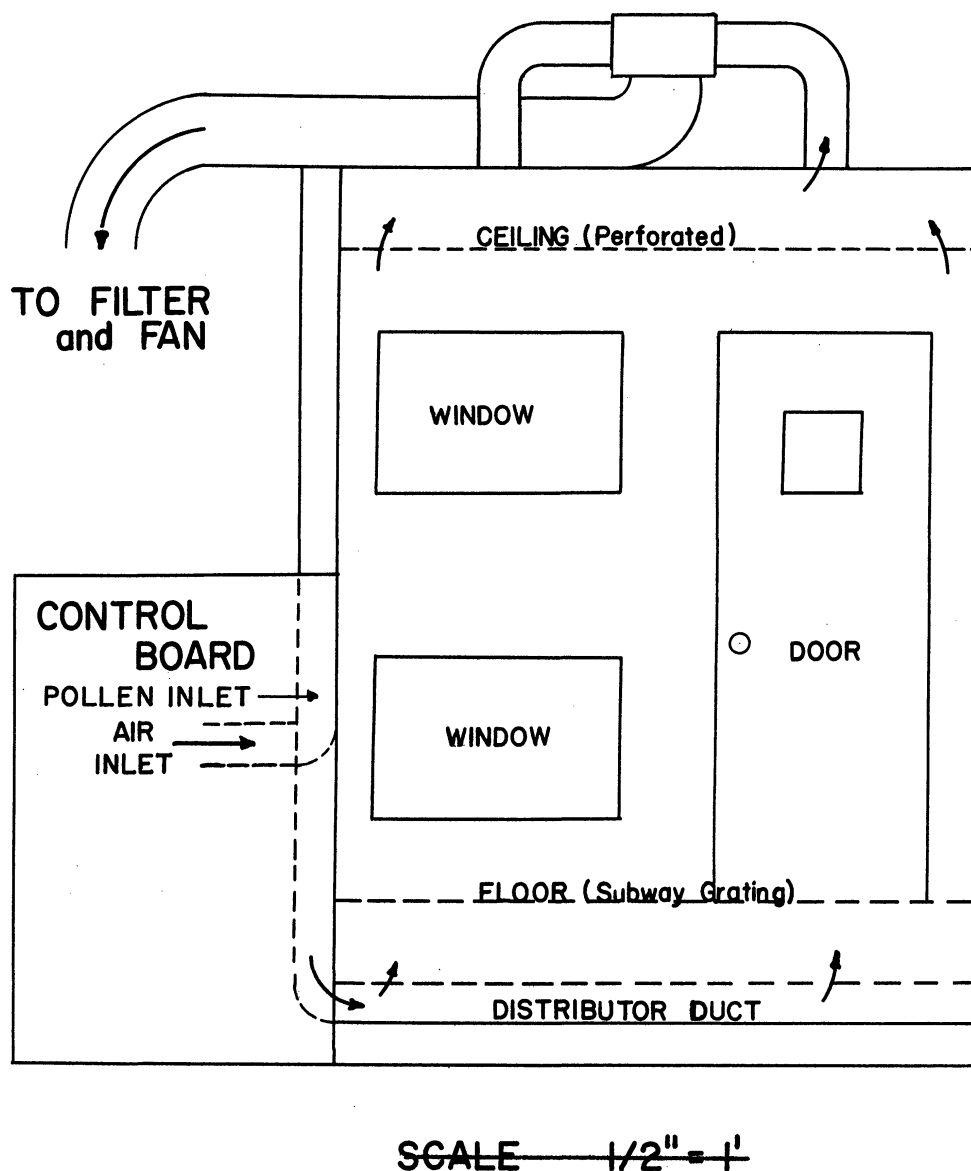 CEILING (Perforated)
TO FILTER
and FAN
WINDOW
CONTROL
BOARD
DOOR
POLLEN INLET
AIR
INLET
WINDOW
FLOOR (Subway Grating)
DISTRIBUTOR DUCT
SCALE 1/2" = 1'